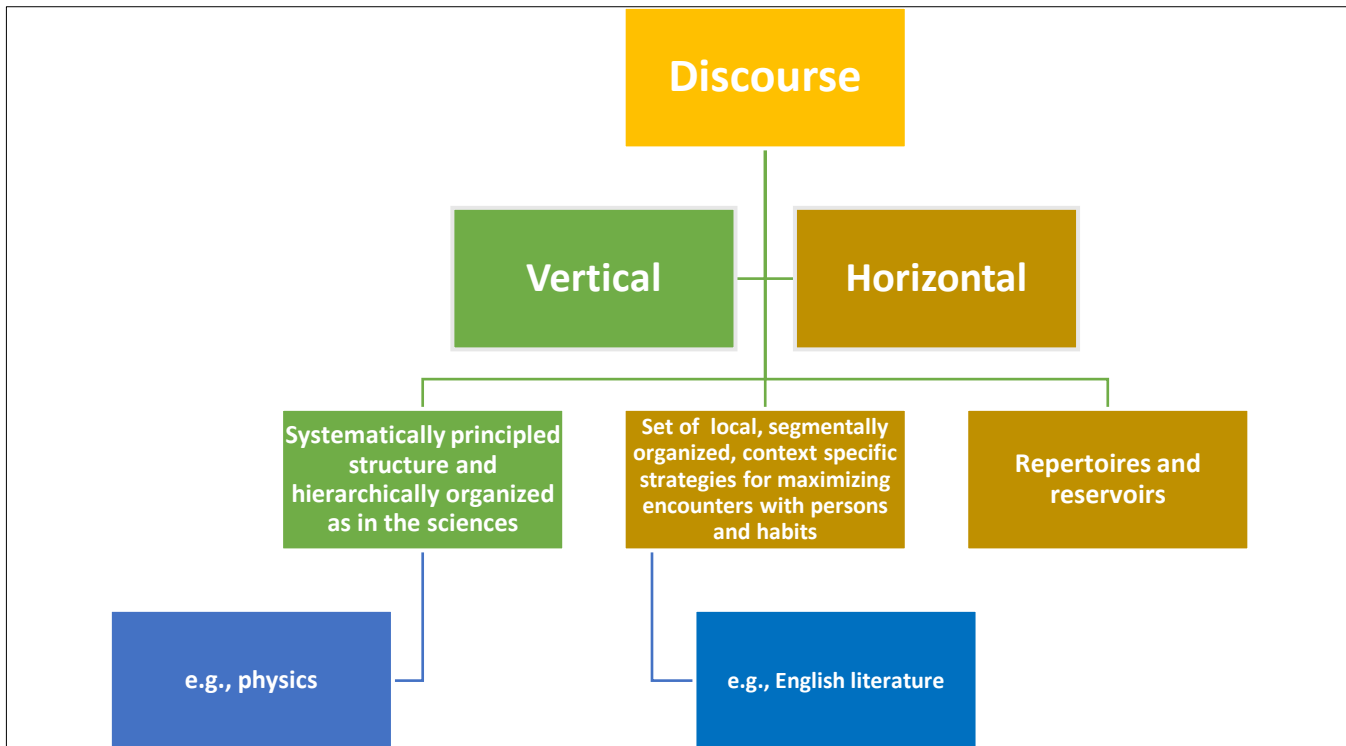 Discourse
Vertical
Horizontal
Systematically principled
structure and
hierarchically organized
as in the sciences
Set of local, segmentally
organized, context specific
strategies for maximizing
encounters with persons
and habits
Repertoires and
reservoirs
e.g., physics
e.g., English literature